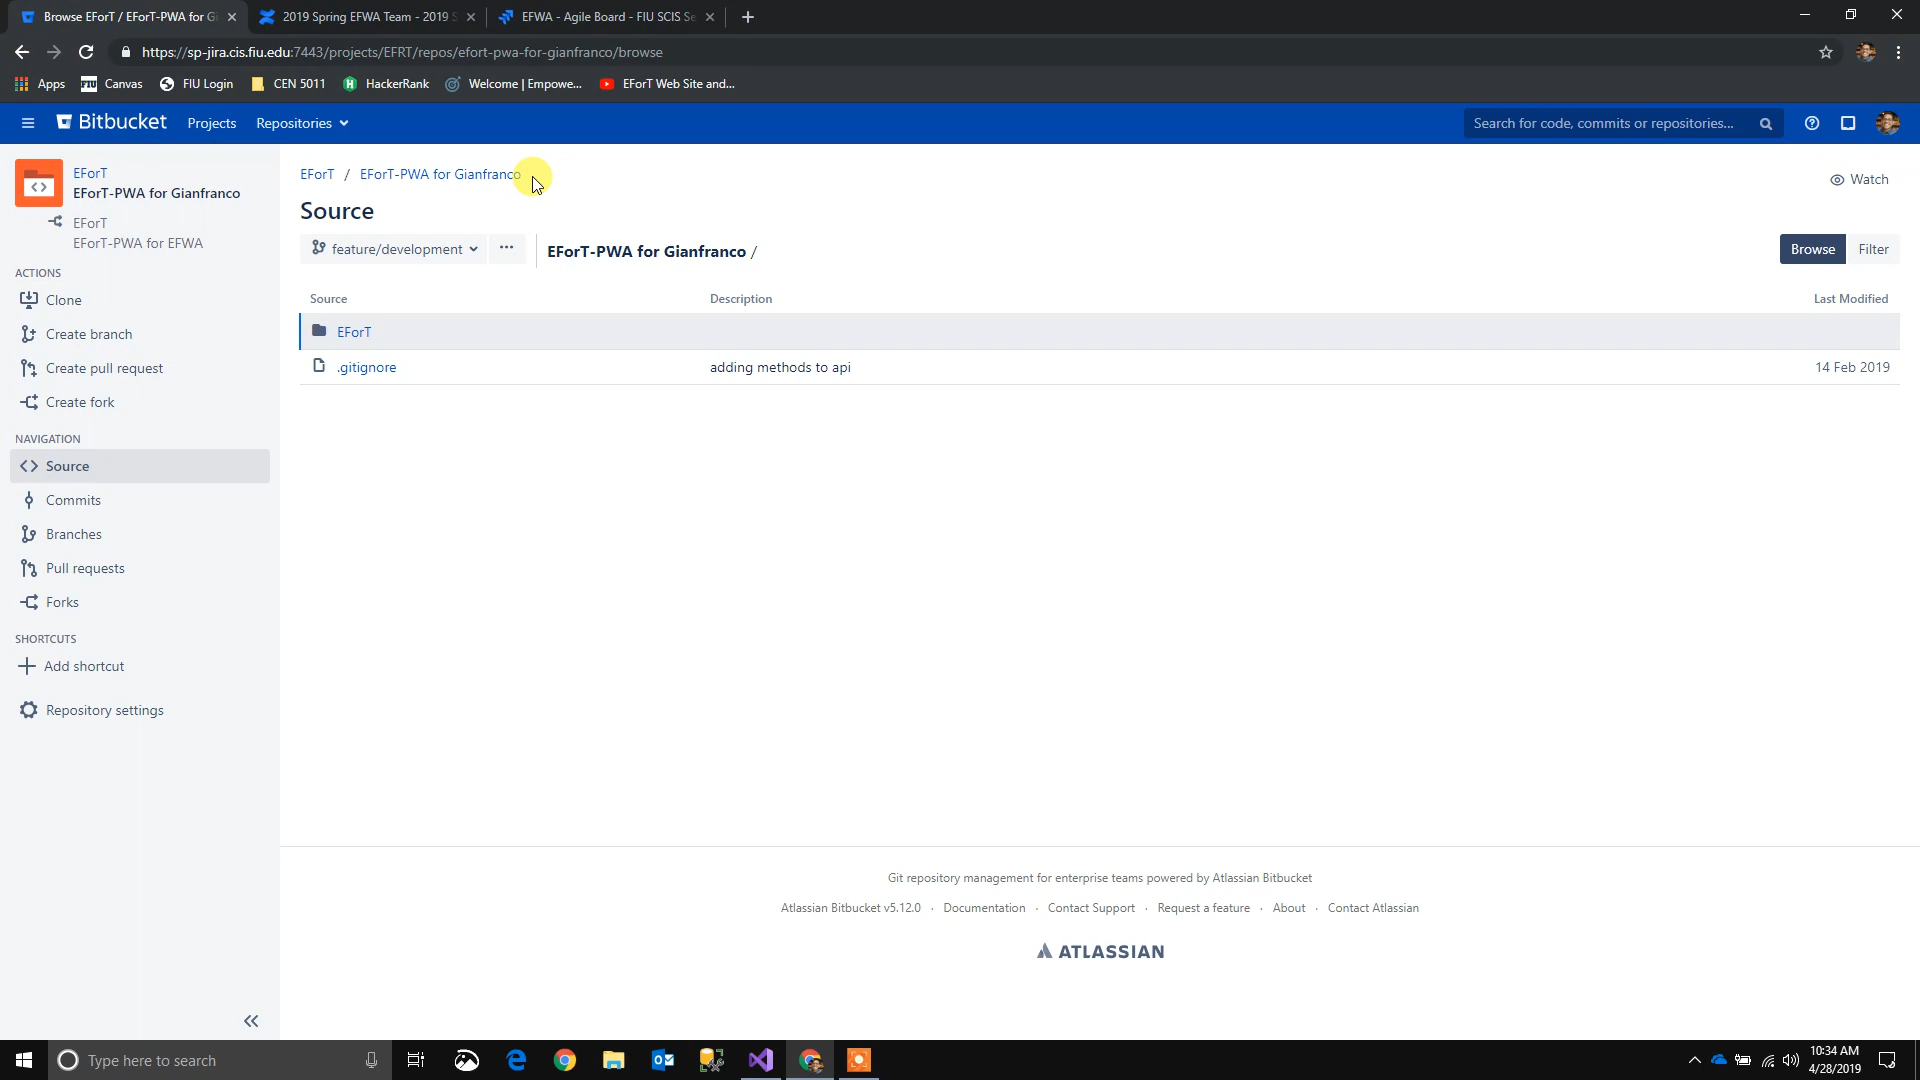 Browse EForT / EForT-PWA for Gi
2019 Spring EFWA Team - 2019 S
EFWA - Agile Board - FIU SCIS Se
https://sp-jira.cis.fiu.edu:7443/projects/EFRT/repos/efort-pwa-for-gianfranco/browse
Apps
FIU Canvas
FIU Login
CEN 5011
HackerRank
Welcome | Empowe...
EForT Web Site and...
Bitbucket
Projects
Repositories
Search for code, commits or repositories...
EForT
EForT-PWA for Gianfranco
EForT
EForT-PWA for EFWA
ACTIONS
Clone
Create branch
Create pull request
Create fork
NAVIGATION
Source
Commits
Branches
Pull requests
Forks
SHORTCUTS
Add shortcut
Repository settings
EForT / EForT-PWA for Gianfranco
Watch
Source
feature/development
EForT-PWA for Gianfranco /
Browse
Filter
Source Description Last Modified
EForT
.gitignore adding methods to api 14 Feb 2019
Git repository management for enterprise teams powered by Atlassian Bitbucket
Atlassian Bitbucket v5.12.0 · Documentation · Contact Support · Request a feature · About · Contact Atlassian
ATLASSIAN
Type here to search
10:34 AM
4/28/2019